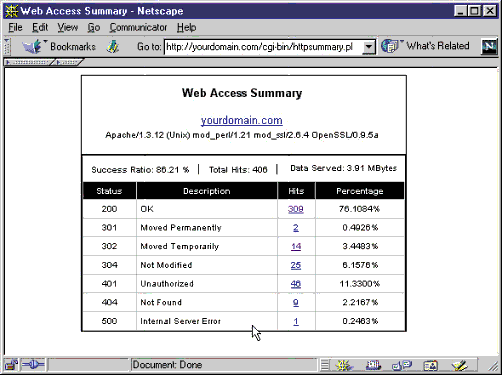 Web Access Summary - Netscape
File Edit View Go Communicator Help
Bookmarks Go to: http://yourdomain.com/cgi-bin/httpsummary.pl What's Related
Web Access Summary
yourdomain.com
Apache/1.3.12 (Unix) mod_perl/1.21 mod_ssl/2.6.4 OpenSSL/0.9.5a
Success Ratio: 86.21 % | Total Hits: 406 | Data Served: 3.91 MBytes
Status Description Hits Percentage
200 OK 309 76.1084%
301 Moved Permanently 2 0.4926%
302 Moved Temporarily 14 3.4483%
304 Not Modified 25 6.1576%
401 Unauthorized 46 11.3300%
404 Not Found 9 2.2167%
500 Internal Server Error 1 0.2463%
Document: Done